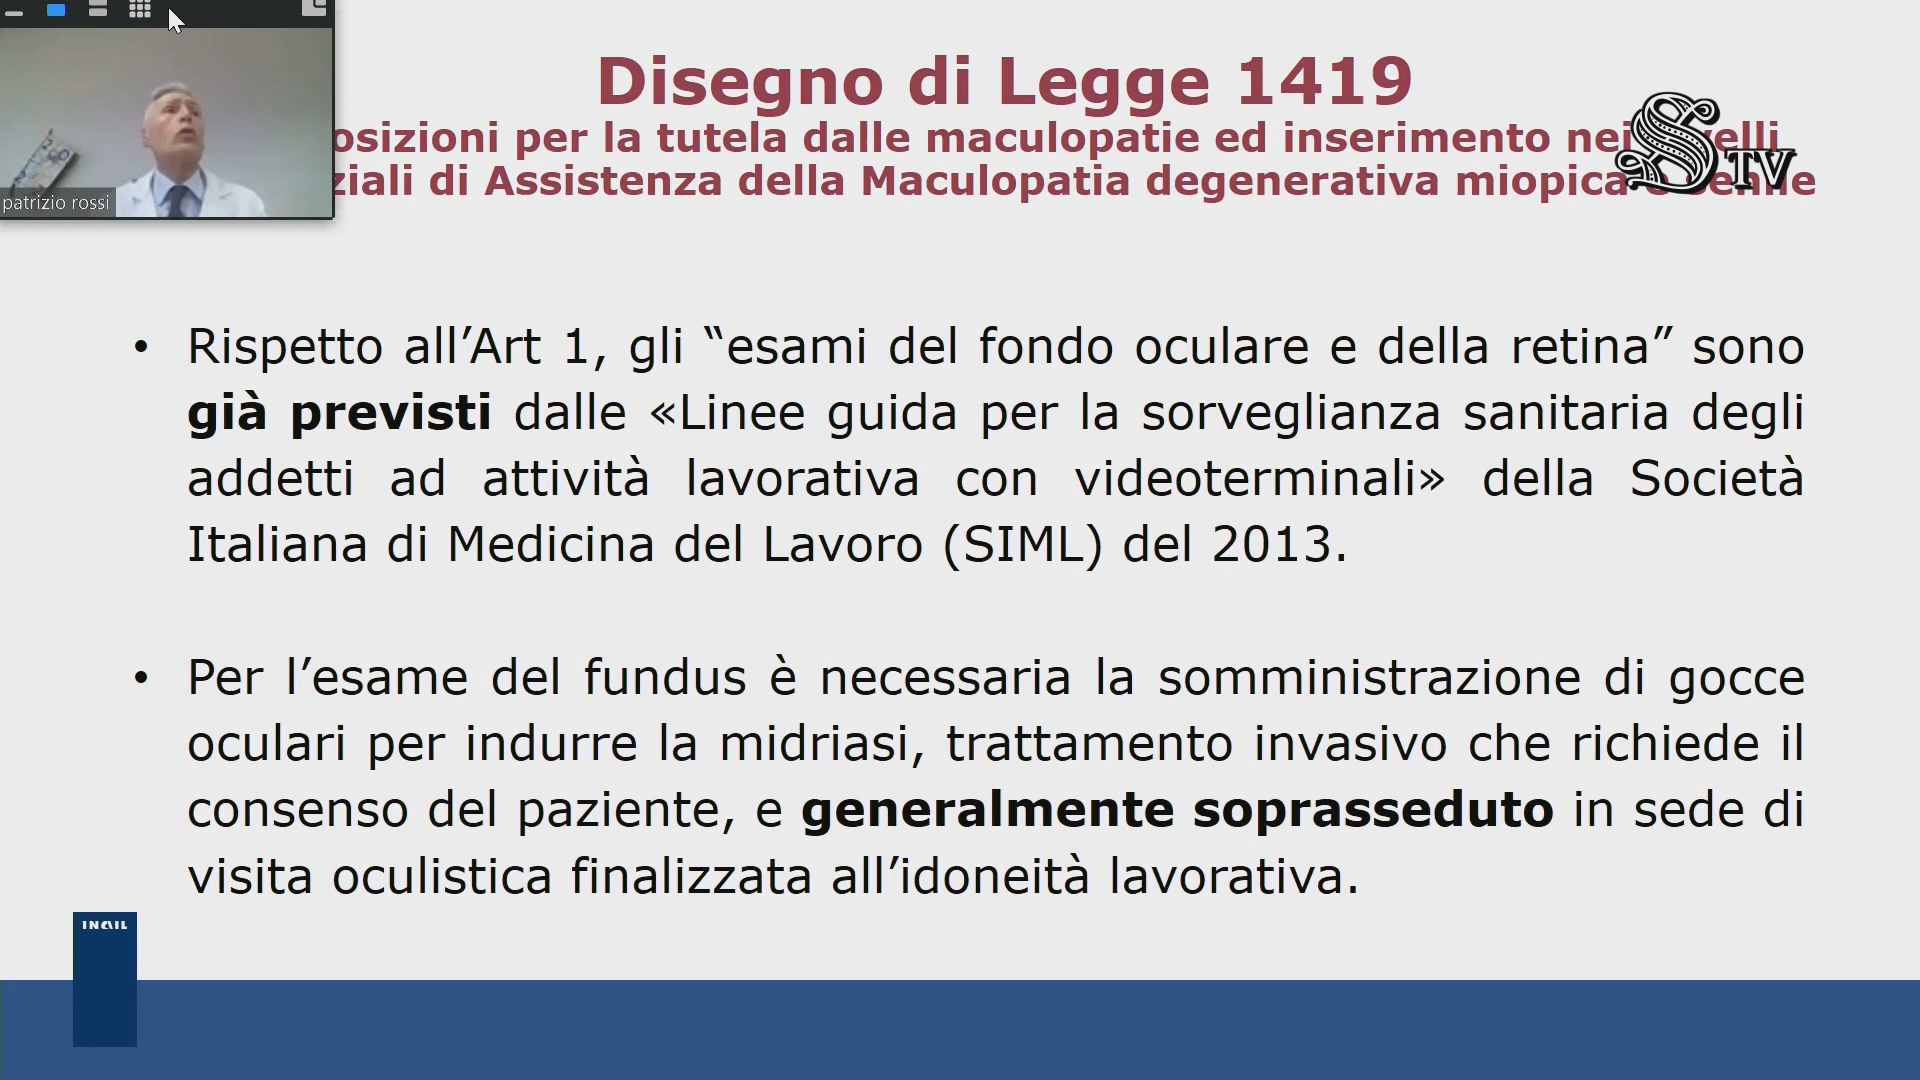 Disegno di Legge 1419
osizioni per la tutela dalle maculopatie ed inserimento nei velli
ziali di Assistenza della Maculopatia degenerativa miopica e senile
TV
patrizio rossi
• Rispetto all’Art 1, gli “esami del fondo oculare e della retina” sono
già previsti dalle «Linee guida per la sorveglianza sanitaria degli
addetti ad attività lavorativa con videoterminali» della Società
Italiana di Medicina del Lavoro (SIML) del 2013.
• Per l’esame del fundus è necessaria la somministrazione di gocce
oculari per indurre la midriasi, trattamento invasivo che richiede il
consenso del paziente, e generalmente soprasseduto in sede di
visita oculistica finalizzata all’idoneità lavorativa.
INAIL